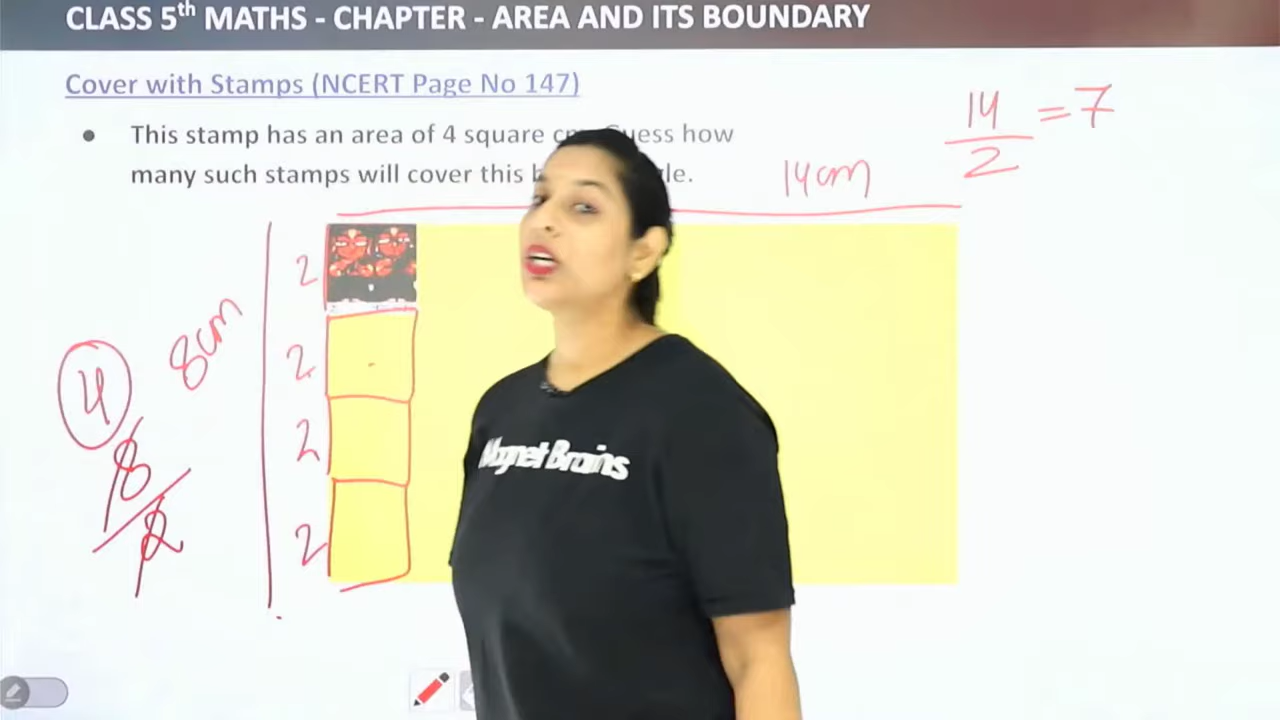 CLASS 5th MATHS - CHAPTER - AREA AND ITS BOUNDARY
Cover with Stamps (NCERT Page No 147)
• This stamp has an area of 4 square how
many such stamps will cover this
14/2 = 7
14cm
2
2
2
2
8cm
4
8/2
Magnet Brains